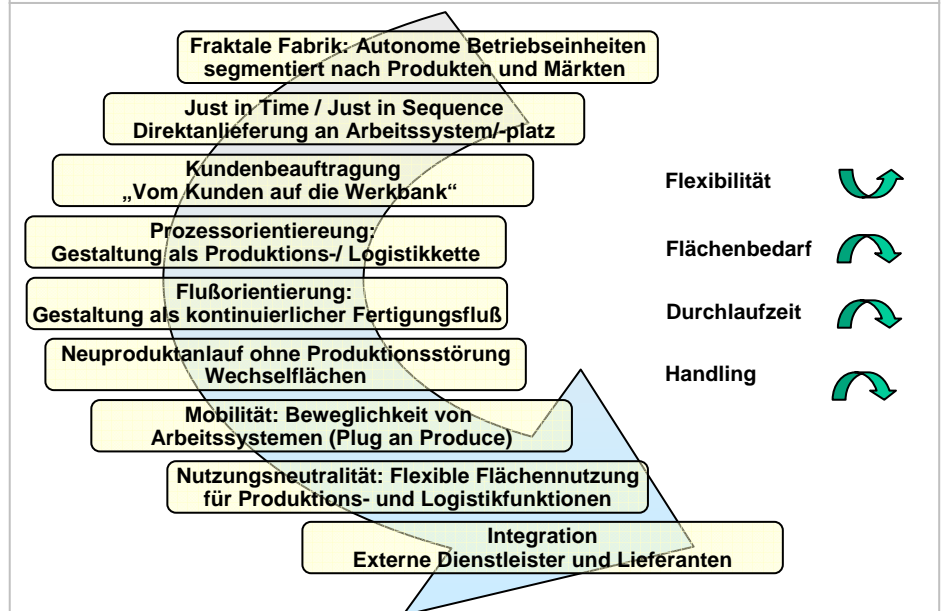 Fraktale Fabrik: Autonome Betriebseinheiten
segmentiert nach Produkten und Märkten
Just in Time / Just in Sequence
Direktanlieferung an Arbeitssystem/-platz
Kundenbeauftragung
„Vom Kunden auf die Werkbank“
Prozessorientiereung:
Gestaltung als Produktions-/ Logistikkette
Flußorientierung:
Gestaltung als kontinuierlicher Fertigungsfluß
Neuproduktanlauf ohne Produktionsstörung
Wechselflächen
Mobilität: Beweglichkeit von
Arbeitssystemen (Plug an Produce)
Nutzungsneutralität: Flexible Flächennutzung
für Produktions- und Logistikfunktionen
Integration
Externe Dienstleister und Lieferanten
Flexibilität
Flächenbedarf
Durchlaufzeit
Handling